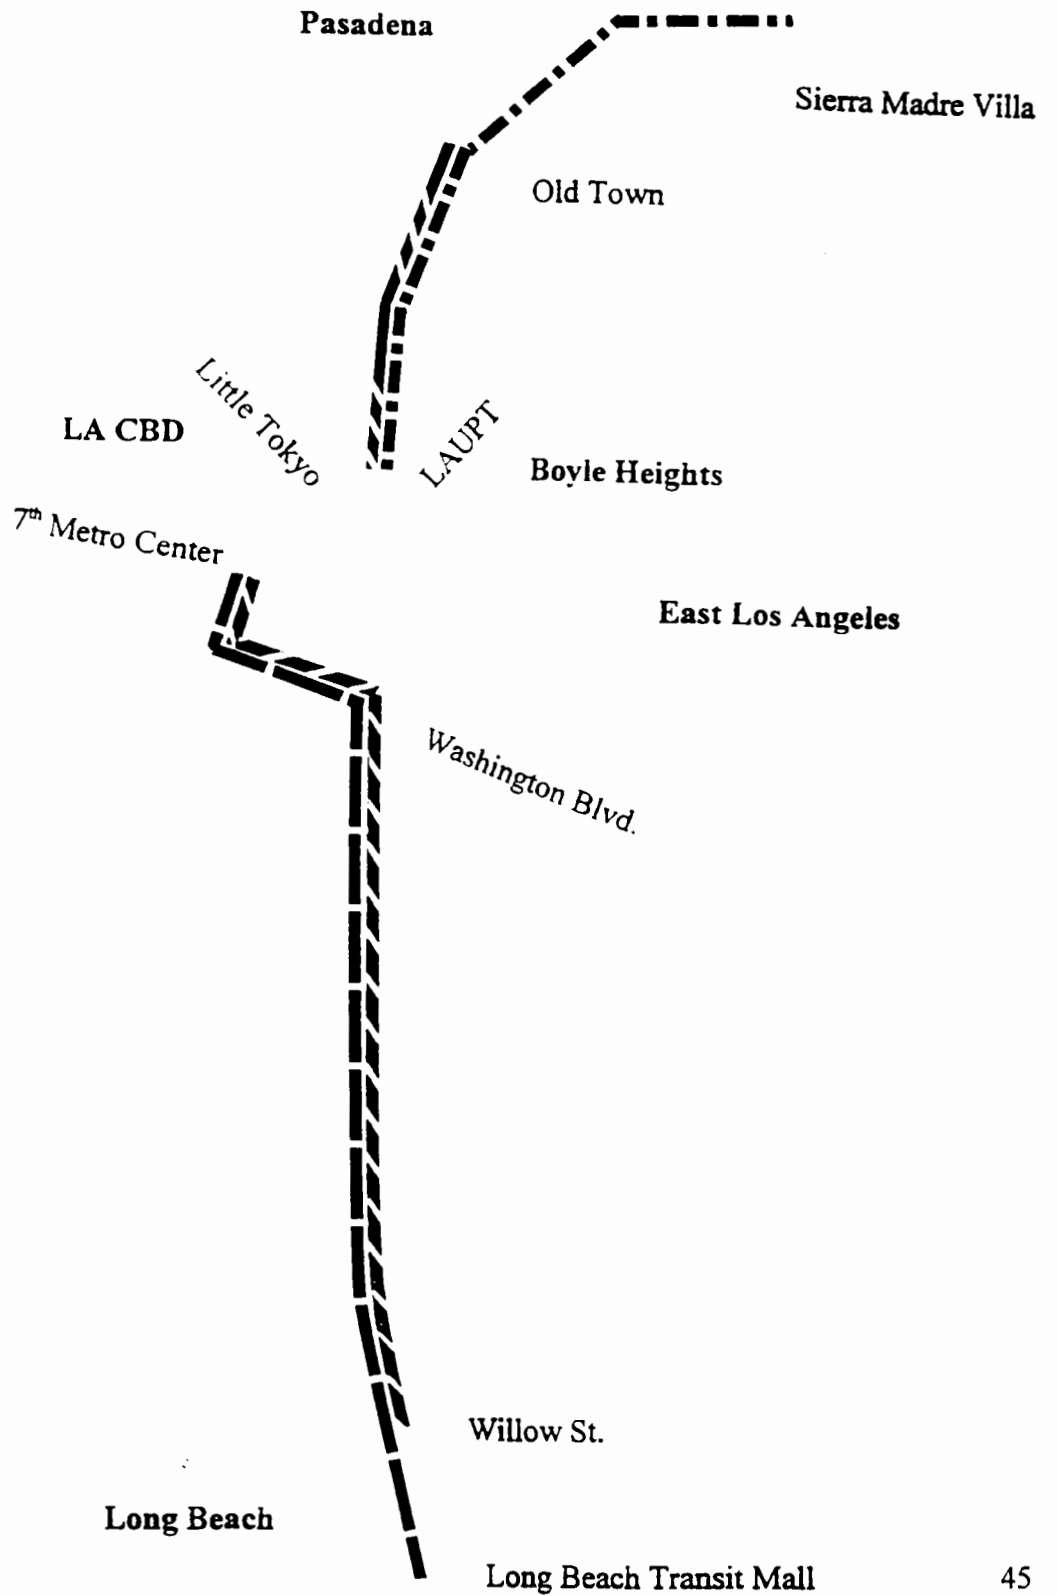 Pasadena
Sierra Madre Villa
Old Town
Little Tokyo
LA CBD
LAUPT
Boyle Heights
7th Metro Center
East Los Angeles
Washington Blvd.
Willow St.
Long Beach
Long Beach Transit Mall
45